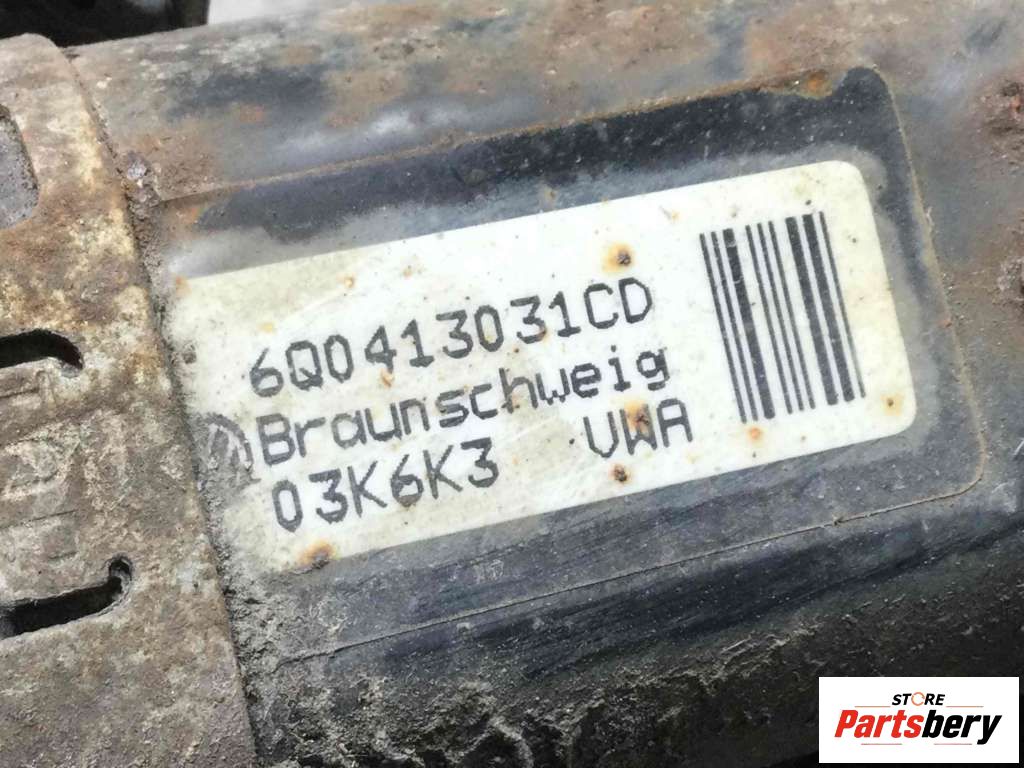 6Q0413031CD
Braunschweig
03K6K3 VWA
STORE
Partsbery